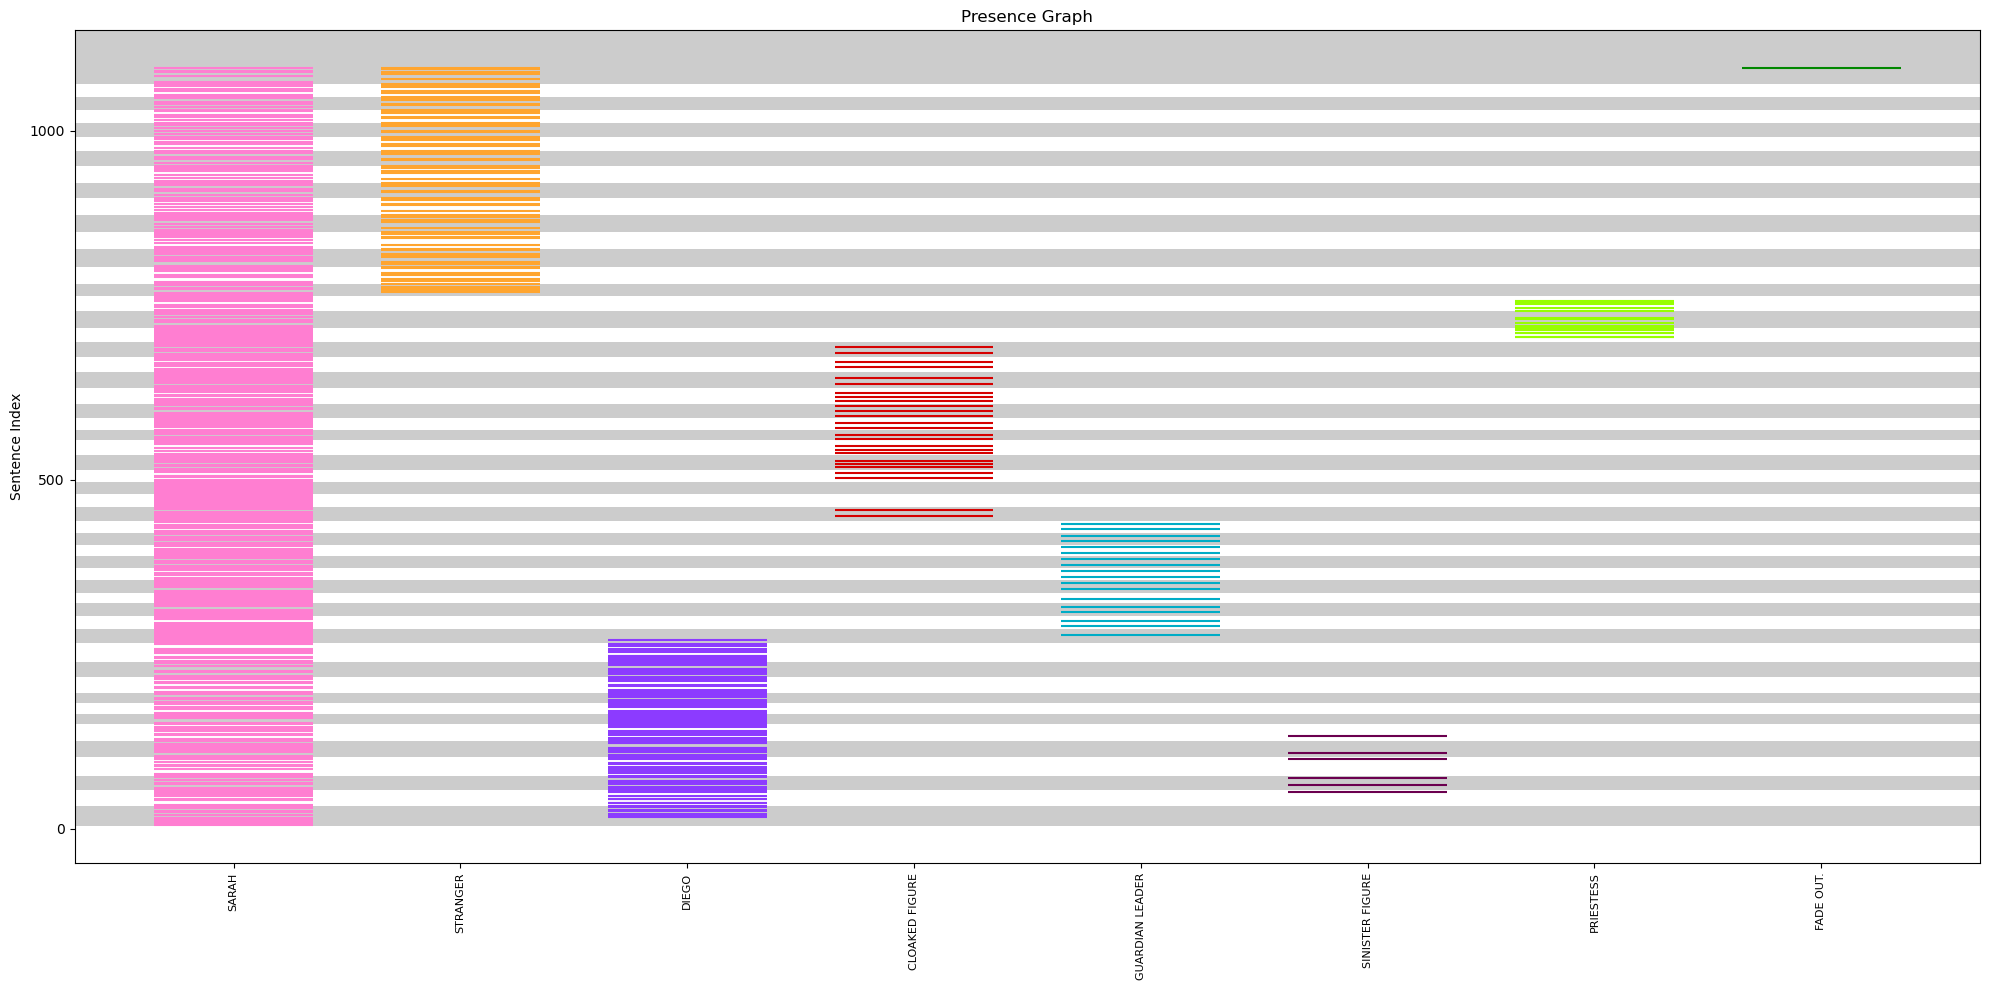 Presence Graph
1000
500
0
Sentence Index
SARAH
STRANGER
DIEGO
CLOAKED FIGURE
GUARDIAN LEADER
SINISTER FIGURE
PRIESTESS
FADE OUT.